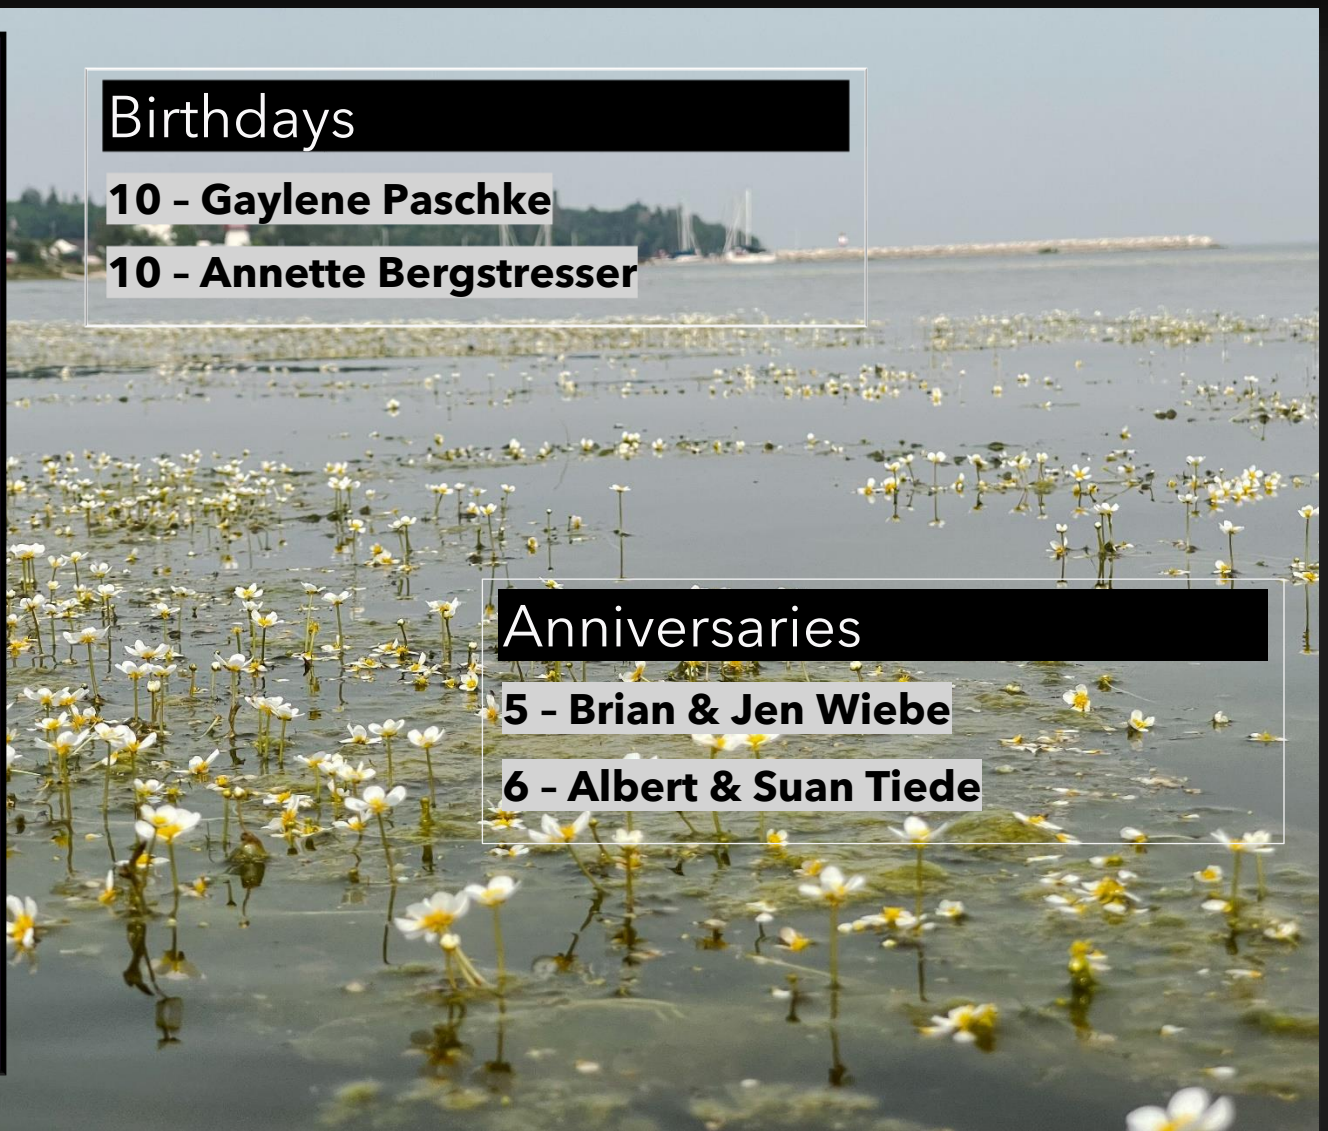 Birthdays
10 – Gaylene Paschke
10 – Annette Bergstresser
Anniversaries
5 – Brian & Jen Wiebe
6 – Albert & Suan Tiede